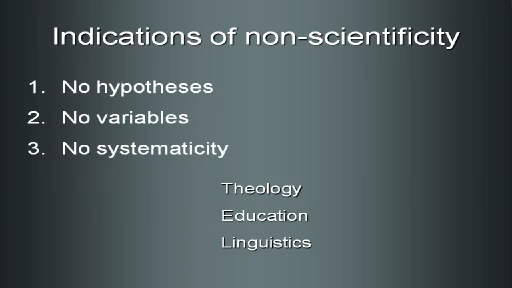 Indications of non-scientificity
1. No hypotheses
2. No variables
3. No systematicity
Theology
Education
Linguistics